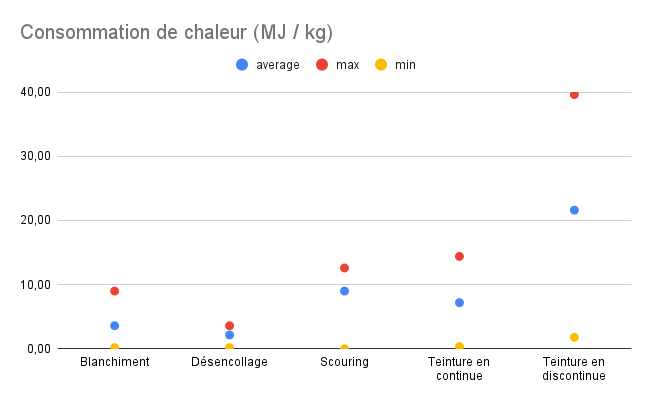 Consommation de chaleur (MJ / kg)
average max min
40,00
30,00
20,00
10,00
0,00
Blanchiment Désencollage Scouring Teinture en continue Teinture en discontinue